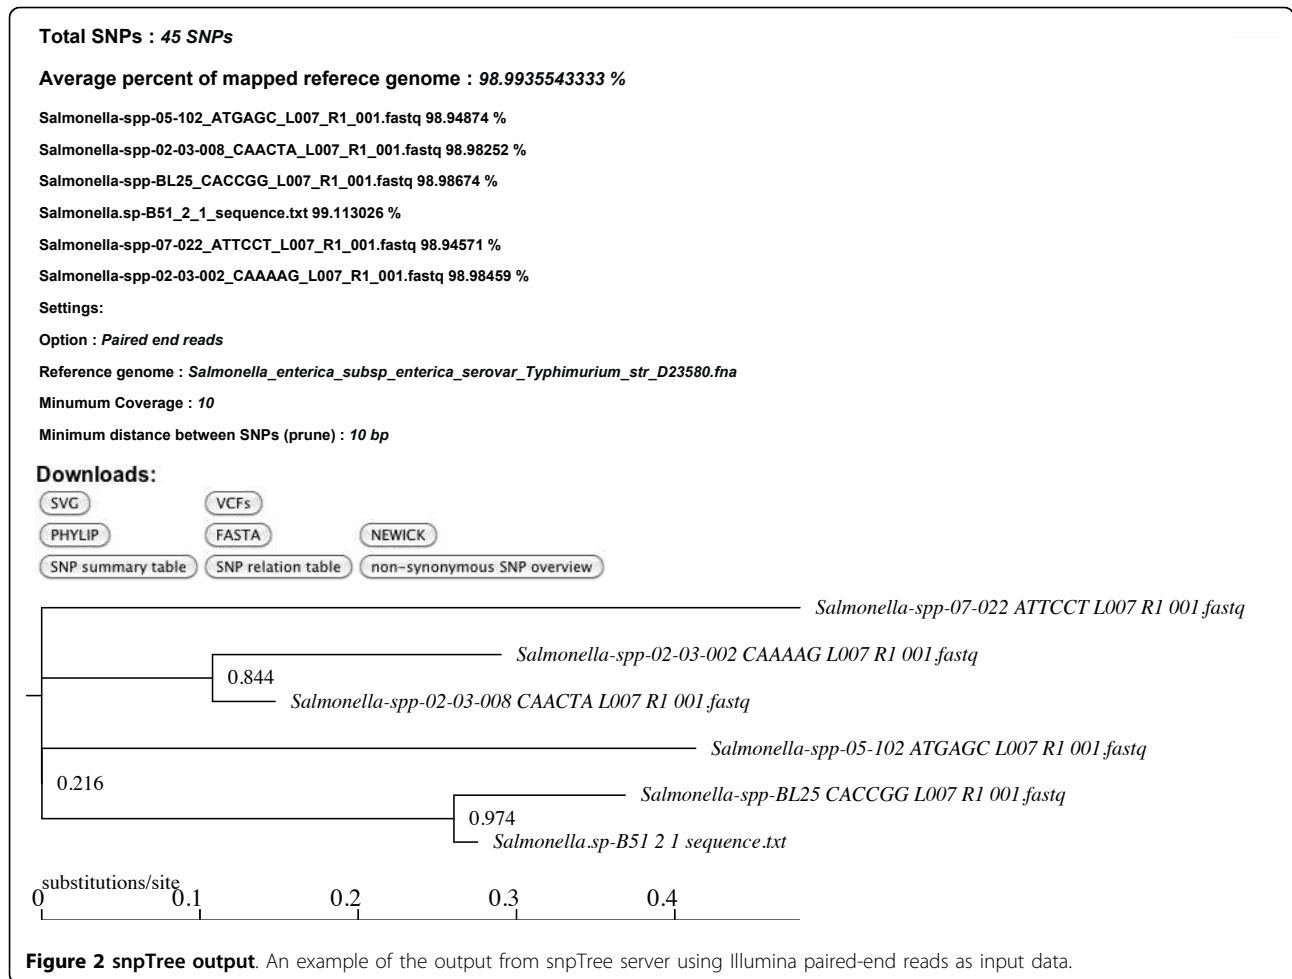 Total SNPs : 45 SNPs
Average percent of mapped referece genome : 98.9935543333 %
Salmonella-spp-05-102_ATGAGC_L007_R1_001.fastq 98.94874 %
Salmonella-spp-02-03-008_CAACTA_L007_R1_001.fastq 98.98252 %
Salmonella-spp-BL25_CACCGG_L007_R1_001.fastq 98.98674 %
Salmonella.sp-B51_2_1_sequence.txt 99.113026 %
Salmonella-spp-07-022_ATTCCT_L007_R1_001.fastq 98.94571 %
Salmonella-spp-02-03-002_CAAAAG_L007_R1_001.fastq 98.98459 %
Settings:
Option : Paired end reads
Reference genome : Salmonella_enterica_subsp_enterica_serovar_Typhimurium_str_D23580.fna
Minumum Coverage : 10
Minimum distance between SNPs (prune) : 10 bp
Downloads:
SVG VCFs
PHYLIP FASTA NEWICK
SNP summary table SNP relation table non-synonymous SNP overview
Salmonella-spp-07-022 ATTCCT L007 R1 001.fastq
Salmonella-spp-02-03-002 CAAAAG L007 R1 001.fastq
0.844
Salmonella-spp-02-03-008 CAACTA L007 R1 001.fastq
Salmonella-spp-05-102 ATGAGC L007 R1 001.fastq
0.216
Salmonella-spp-BL25 CACCGG L007 R1 001.fastq
0.974
Salmonella.sp-B51 2 1 sequence.txt
substitutions/site
0 0.1 0.2 0.3 0.4
Figure 2 snpTree output. An example of the output from snpTree server using Illumina paired-end reads as input data.